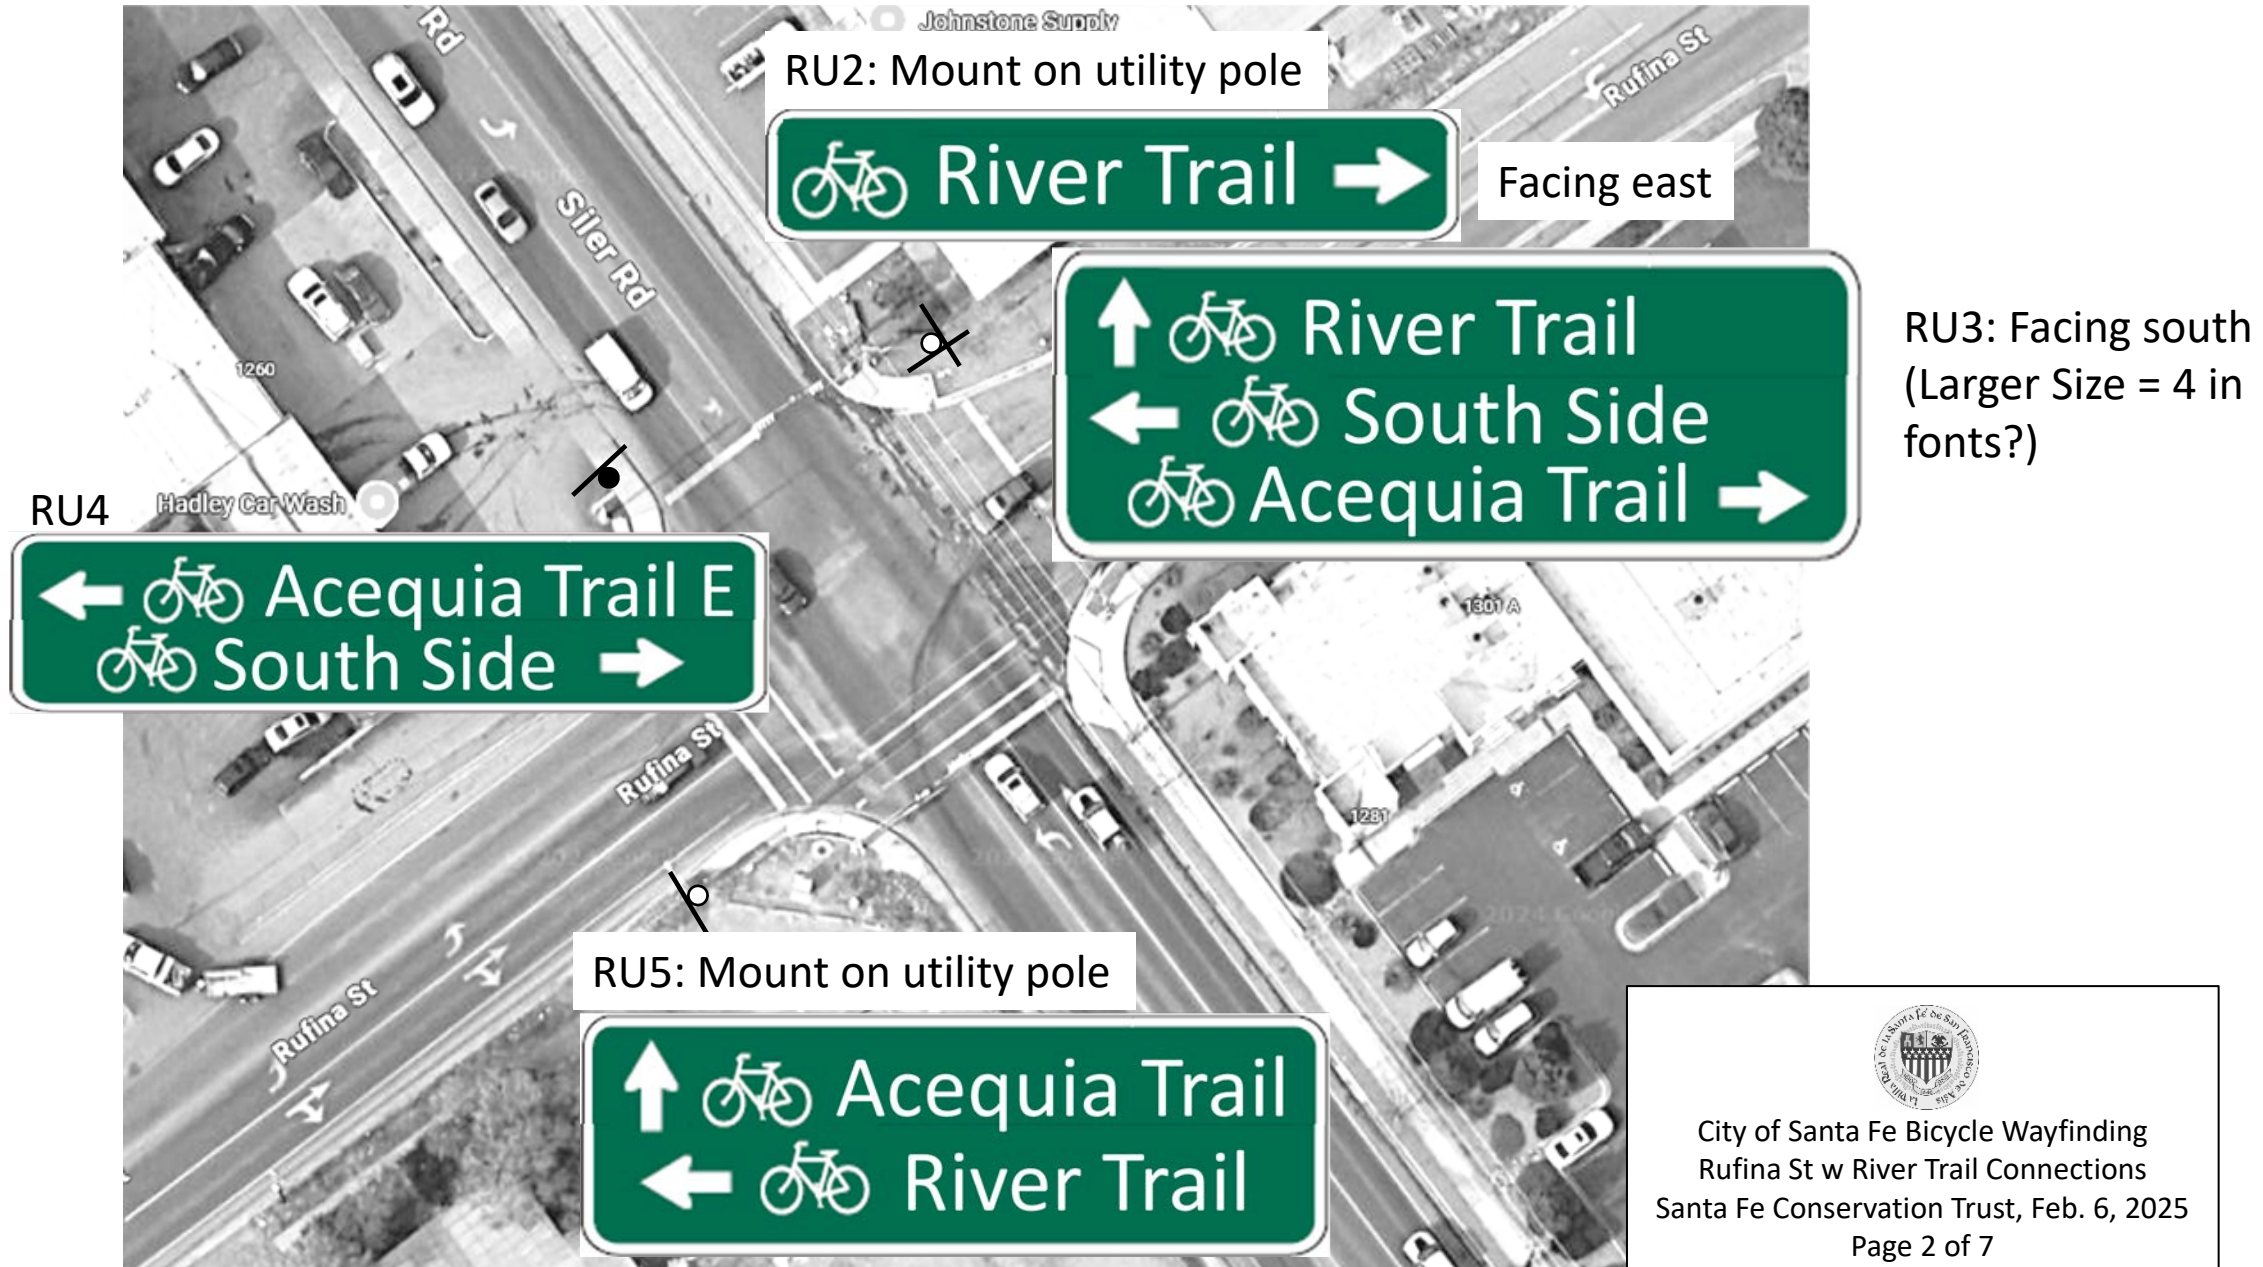 Johnstone Supply
Rd
RU2: Mount on utility pole
Rufina St
River Trail
Facing east
Siler Rd
River Trail
South Side
Acequia Trail
RU3: Facing south
(Larger Size = 4 in
fonts?)
1260
RU4
Hadley Car Wash
Acequia Trail E
South Side
1301 A
Rufina St
1281
2024 Google
RU5: Mount on utility pole
Rufina St
Acequia Trail
River Trail
City of Santa Fe Bicycle Wayfinding
Rufina St w River Trail Connections
Santa Fe Conservation Trust, Feb. 6, 2025
Page 2 of 7